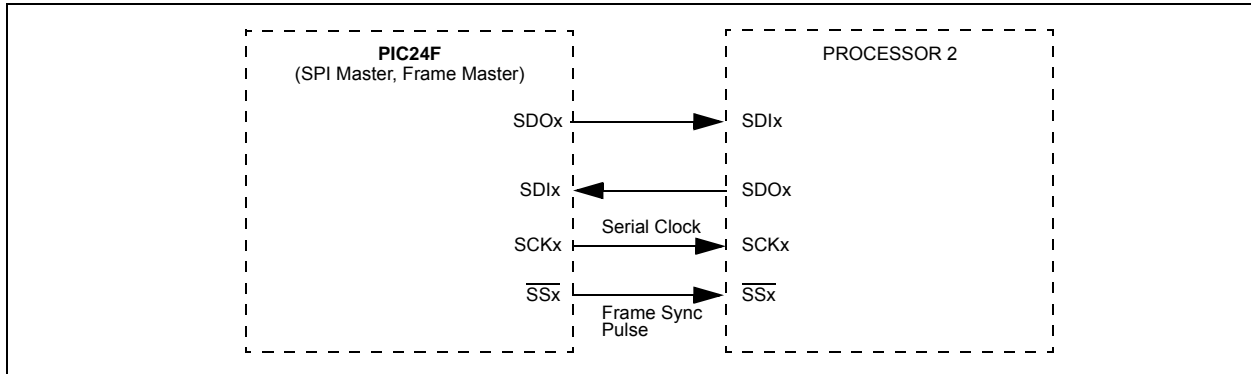 PIC24F
(SPI Master, Frame Master)
PROCESSOR 2
SDOx
SDIx
SDIx
SDOx
Serial Clock
SCKx
SCKx
SSx
SSx
Frame Sync
Pulse